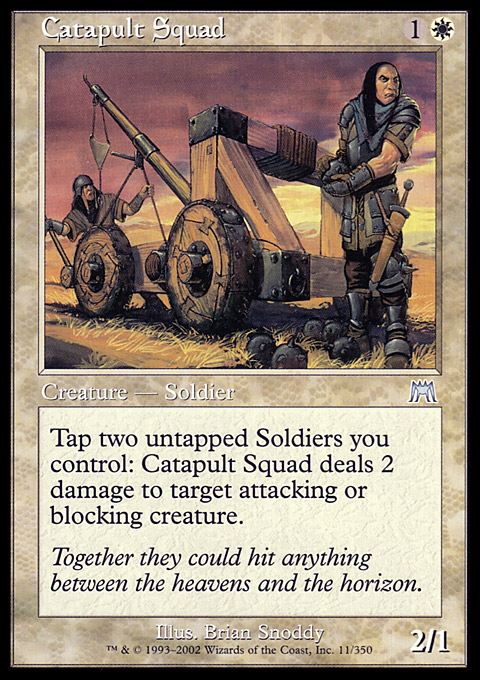 Catapult Squad 1
Creature — Soldier
Tap two untapped Soldiers you
control: Catapult Squad deals 2
damage to target attacking or
blocking creature.
Together they could hit anything
between the heavens and the horizon.
Illus. Brian Snoddy
™ & © 1993–2002 Wizards of the Coast, Inc. 11/350
2/1